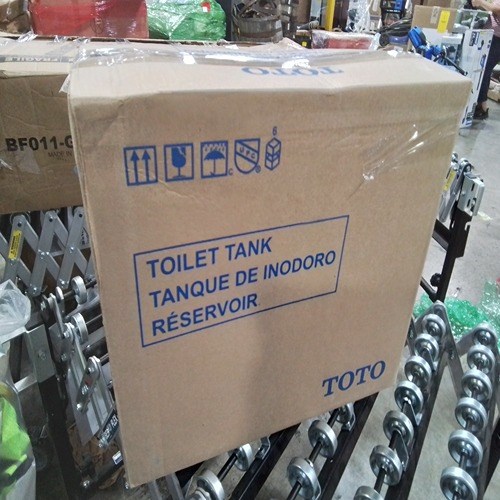 TOTO
6
TOILET TANK
TANQUE DE INODORO
RÉSERVOIR
TOTO
BF011-G